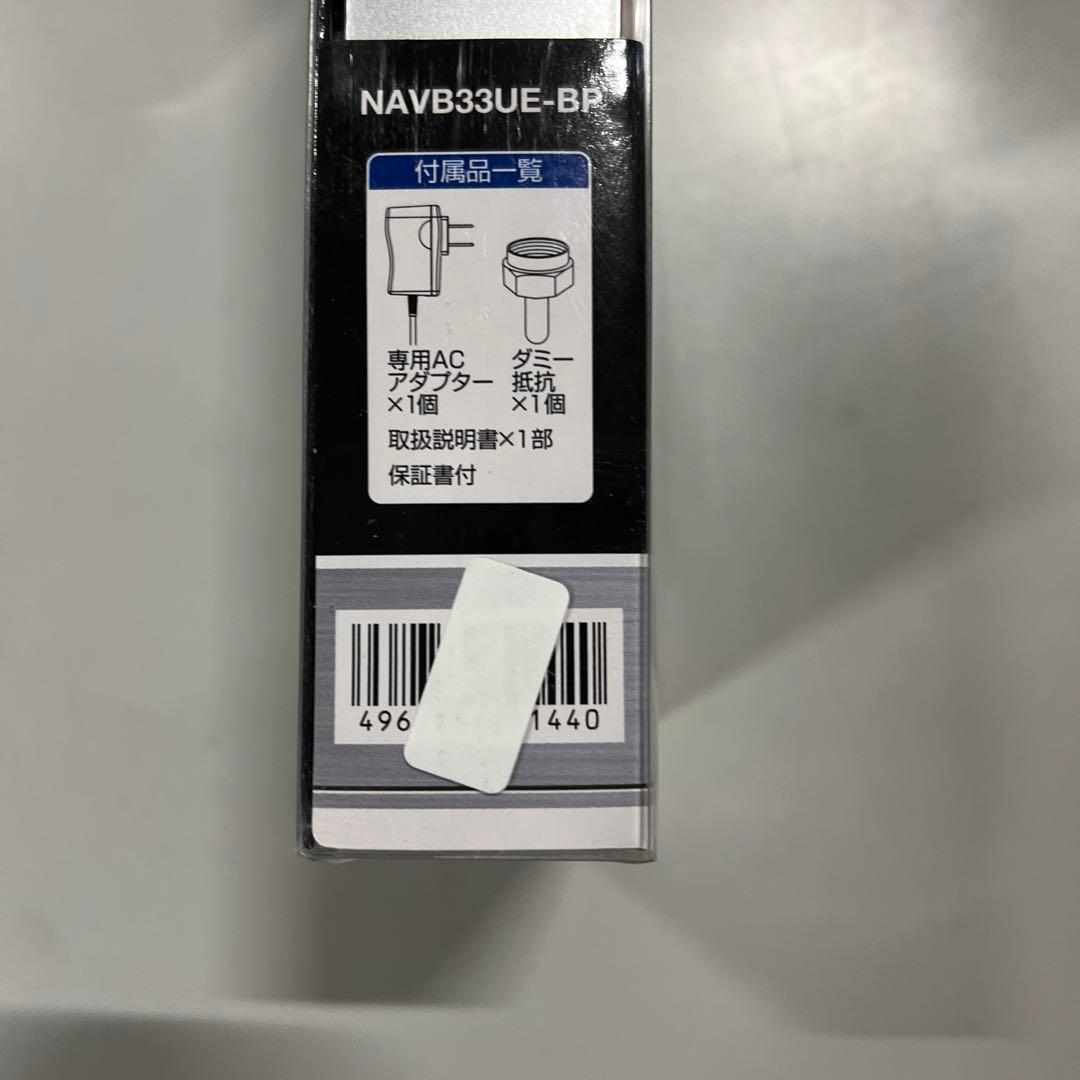 NAVB33UE-BP
付属品一覧
専用AC
アダプター
×1個
ダミー
抵抗
×1個
取扱説明書×1部
保証書付
496 1440